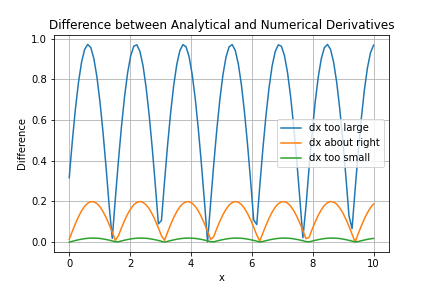 Difference between Analytical and Numerical Derivatives
1.0
0.8
0.6
0.4
0.2
0.0
Difference
dx too large
dx about right
dx too small
0 2 4 6 8 10
x